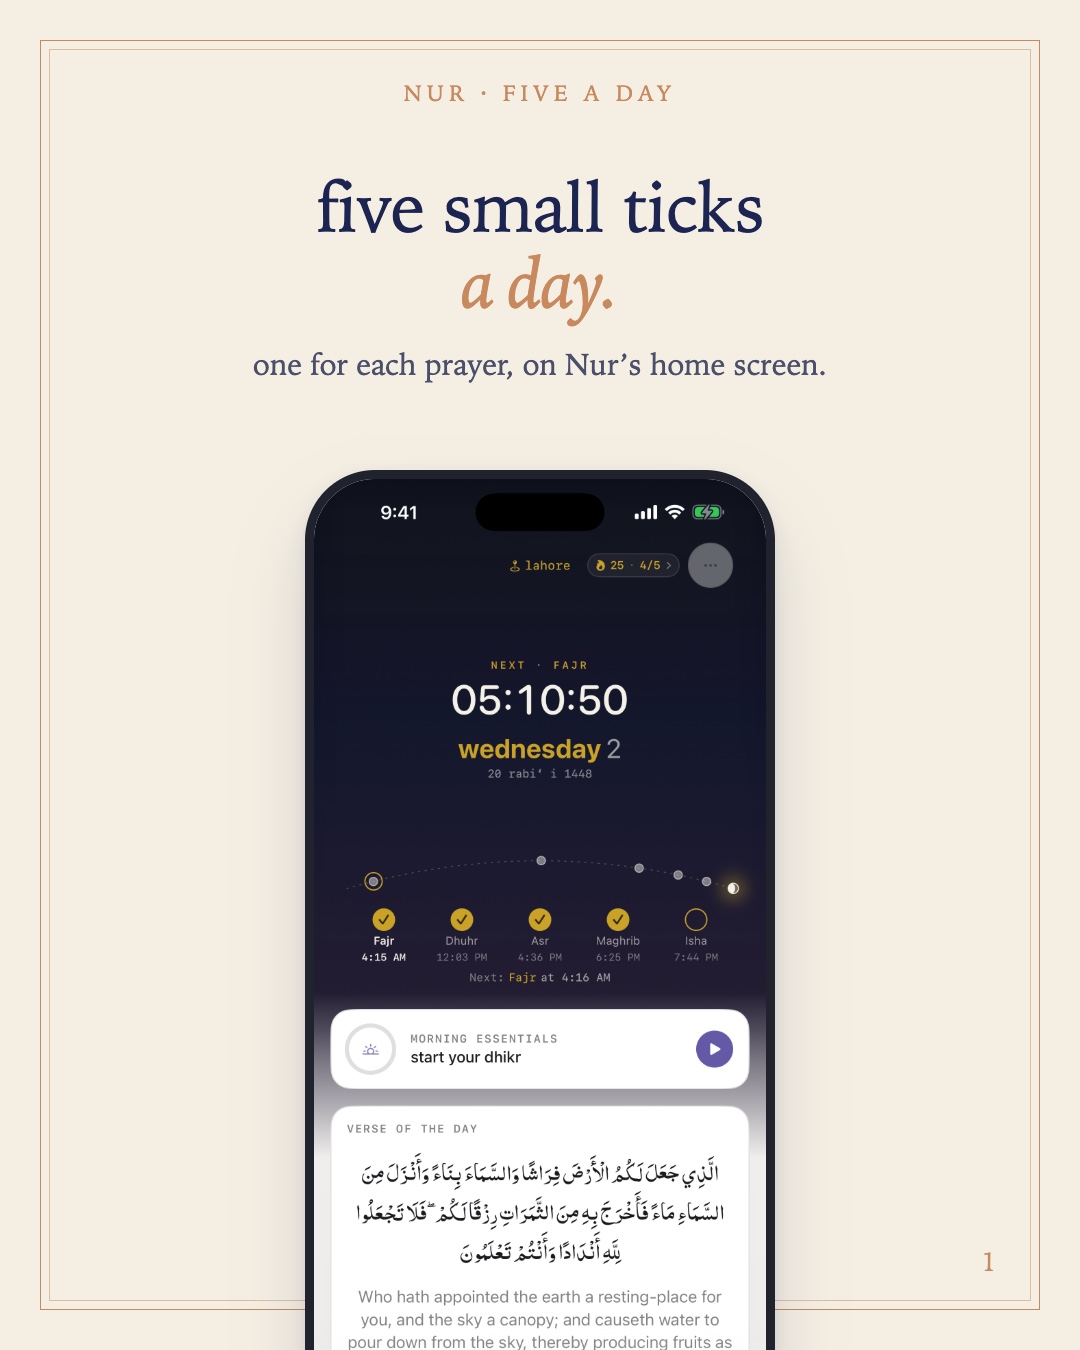 NUR · FIVE A DAY
five small ticks
a day.
one for each prayer, on Nur’s home screen.
9:41
lahore 25 · 4/5 >
NEXT · FAJR
05:10:50
wednesday 2
20 rabiʻ i 1448
Fajr Dhuhr Asr Maghrib Isha
4:15 AM 12:03 PM 4:36 PM 6:25 PM 7:44 PM
Next: Fajr at 4:16 AM
MORNING ESSENTIALS
start your dhikr
VERSE OF THE DAY
الَّذِي جَعَلَ لَكُمُ الْأَرْضَ فِرَاشًا وَالسَّمَاءَ بِنَاءً وَأَنْزَلَ مِنَ
السَّمَاءِ مَاءً فَأَخْرَجَ بِهِ مِنَ الثَّمَرَاتِ رِزْقًا لَكُمْ ۖ فَلَا تَجْعَلُوا
لِلَّهِ أَنْدَادًا وَأَنْتُمْ تَعْلَمُونَ
Who hath appointed the earth a resting-place for
you, and the sky a canopy; and causeth water to
pour down from the sky, thereby producing fruits as
1